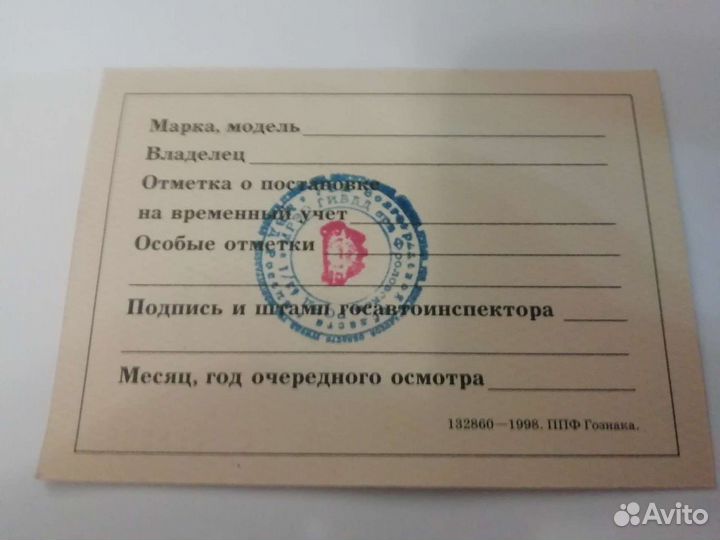 Марка, модель
Владелец
Отметка о постановке
на временный учет
Особые отметки
Подпись и штамп госавтоинспектора
Месяц, год очередного осмотра
132860—1998. ППФ Гознака.
ГИБДД
Avito